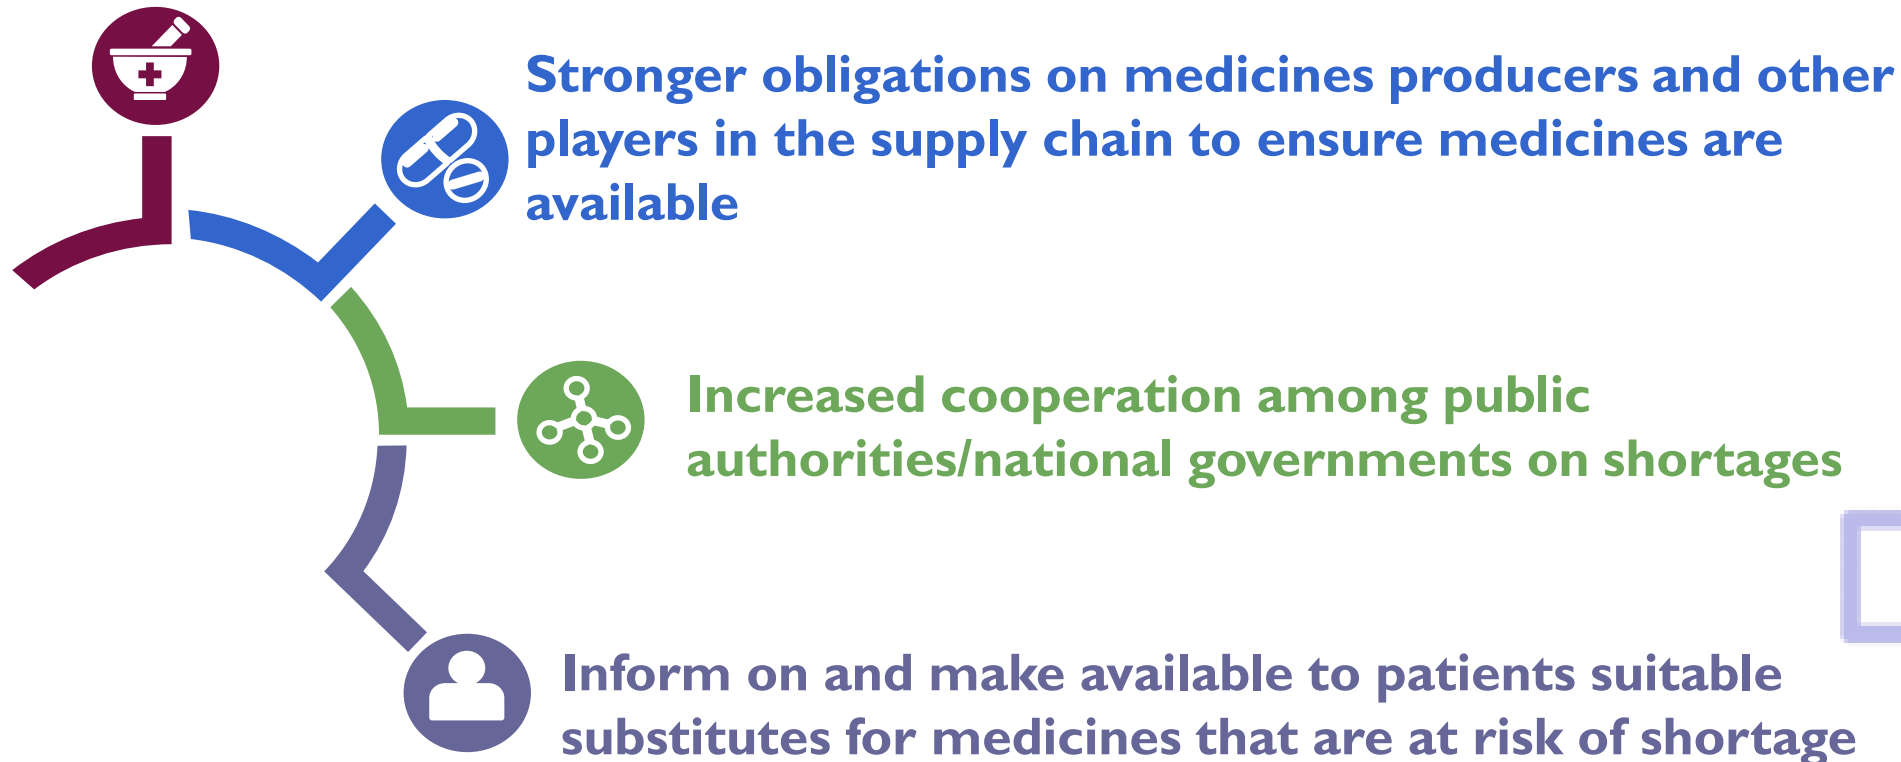 Stronger obligations on medicines producers and other
players in the supply chain to ensure medicines are
available
Increased cooperation among public
authorities/national governments on shortages
Inform on and make available to patients suitable
substitutes for medicines that are at risk of shortage